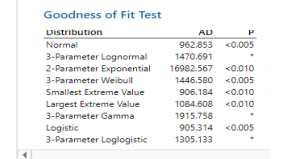 Goodness of Fit Test
Distribution AD P
Normal 962.853 <0.005
3-Parameter Lognormal 1470.691 *
2-Parameter Exponential 16982.567 <0.010
3-Parameter Weibull 1446.580 <0.005
Smallest Extreme Value 906.184 <0.010
Largest Extreme Value 1084.608 <0.010
3-Parameter Gamma 1915.758 *
Logistic 905.314 <0.005
3-Parameter Loglogistic 1305.133 *